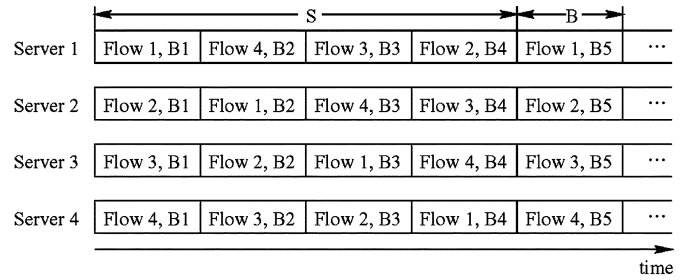 S B
Server 1 Flow 1, B1 Flow 4, B2 Flow 3, B3 Flow 2, B4 Flow 1, B5 ···
Server 2 Flow 2, B1 Flow 1, B2 Flow 4, B3 Flow 3, B4 Flow 2, B5 ···
Server 3 Flow 3, B1 Flow 2, B2 Flow 1, B3 Flow 4, B4 Flow 3, B5 ···
Server 4 Flow 4, B1 Flow 3, B2 Flow 2, B3 Flow 1, B4 Flow 4, B5 ···
time